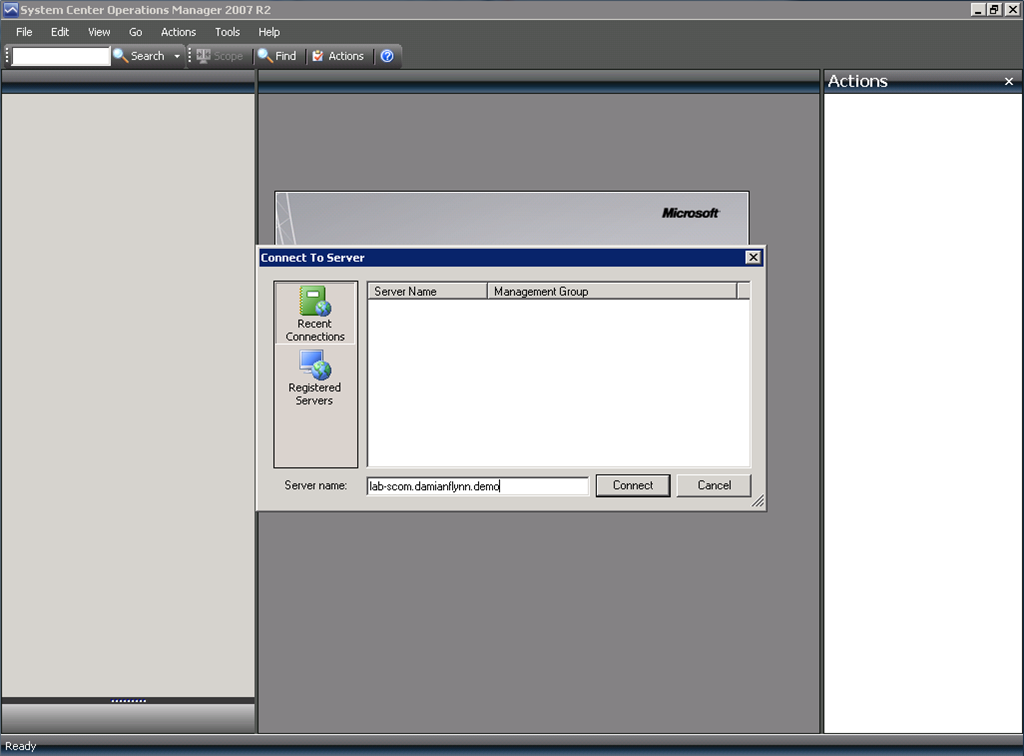 System Center Operations Manager 2007 R2
File Edit View Go Actions Tools Help
Search Scope Find Actions
Actions
Microsoft
Connect To Server
Server Name Management Group
Recent
Connections
Registered
Servers
Server name: lab-scom.damianflynn.demo Connect Cancel
Ready